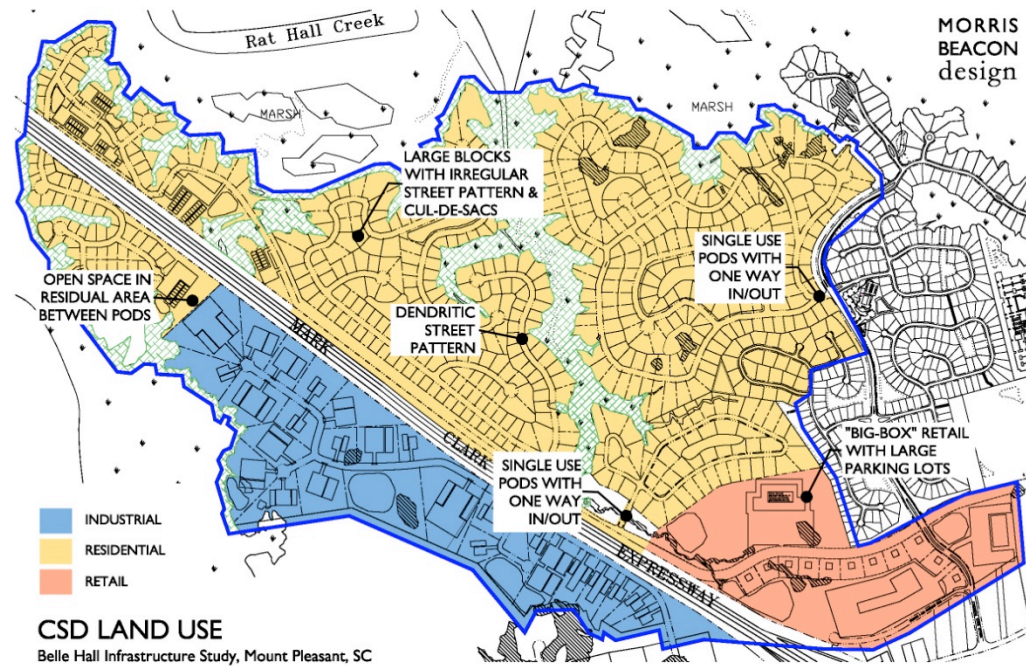 Rat Hall Creek
MORRIS
BEACON
design
MARSH
MARSH
LARGE BLOCKS
WITH IRREGULAR
STREET PATTERN &
CUL-DE-SACS
SINGLE USE
PODS WITH
ONE WAY
IN/OUT
OPEN SPACE IN
RESIDUAL AREA
BETWEEN PODS
DENDRITIC
STREET
PATTERN
MARK
CLARK
EXPRESSWAY
"BIG-BOX" RETAIL
WITH LARGE
PARKING LOTS
SINGLE USE
PODS WITH
ONE WAY
IN/OUT
INDUSTRIAL
RESIDENTIAL
RETAIL
CSD LAND USE
Belle Hall Infrastructure Study, Mount Pleasant, SC